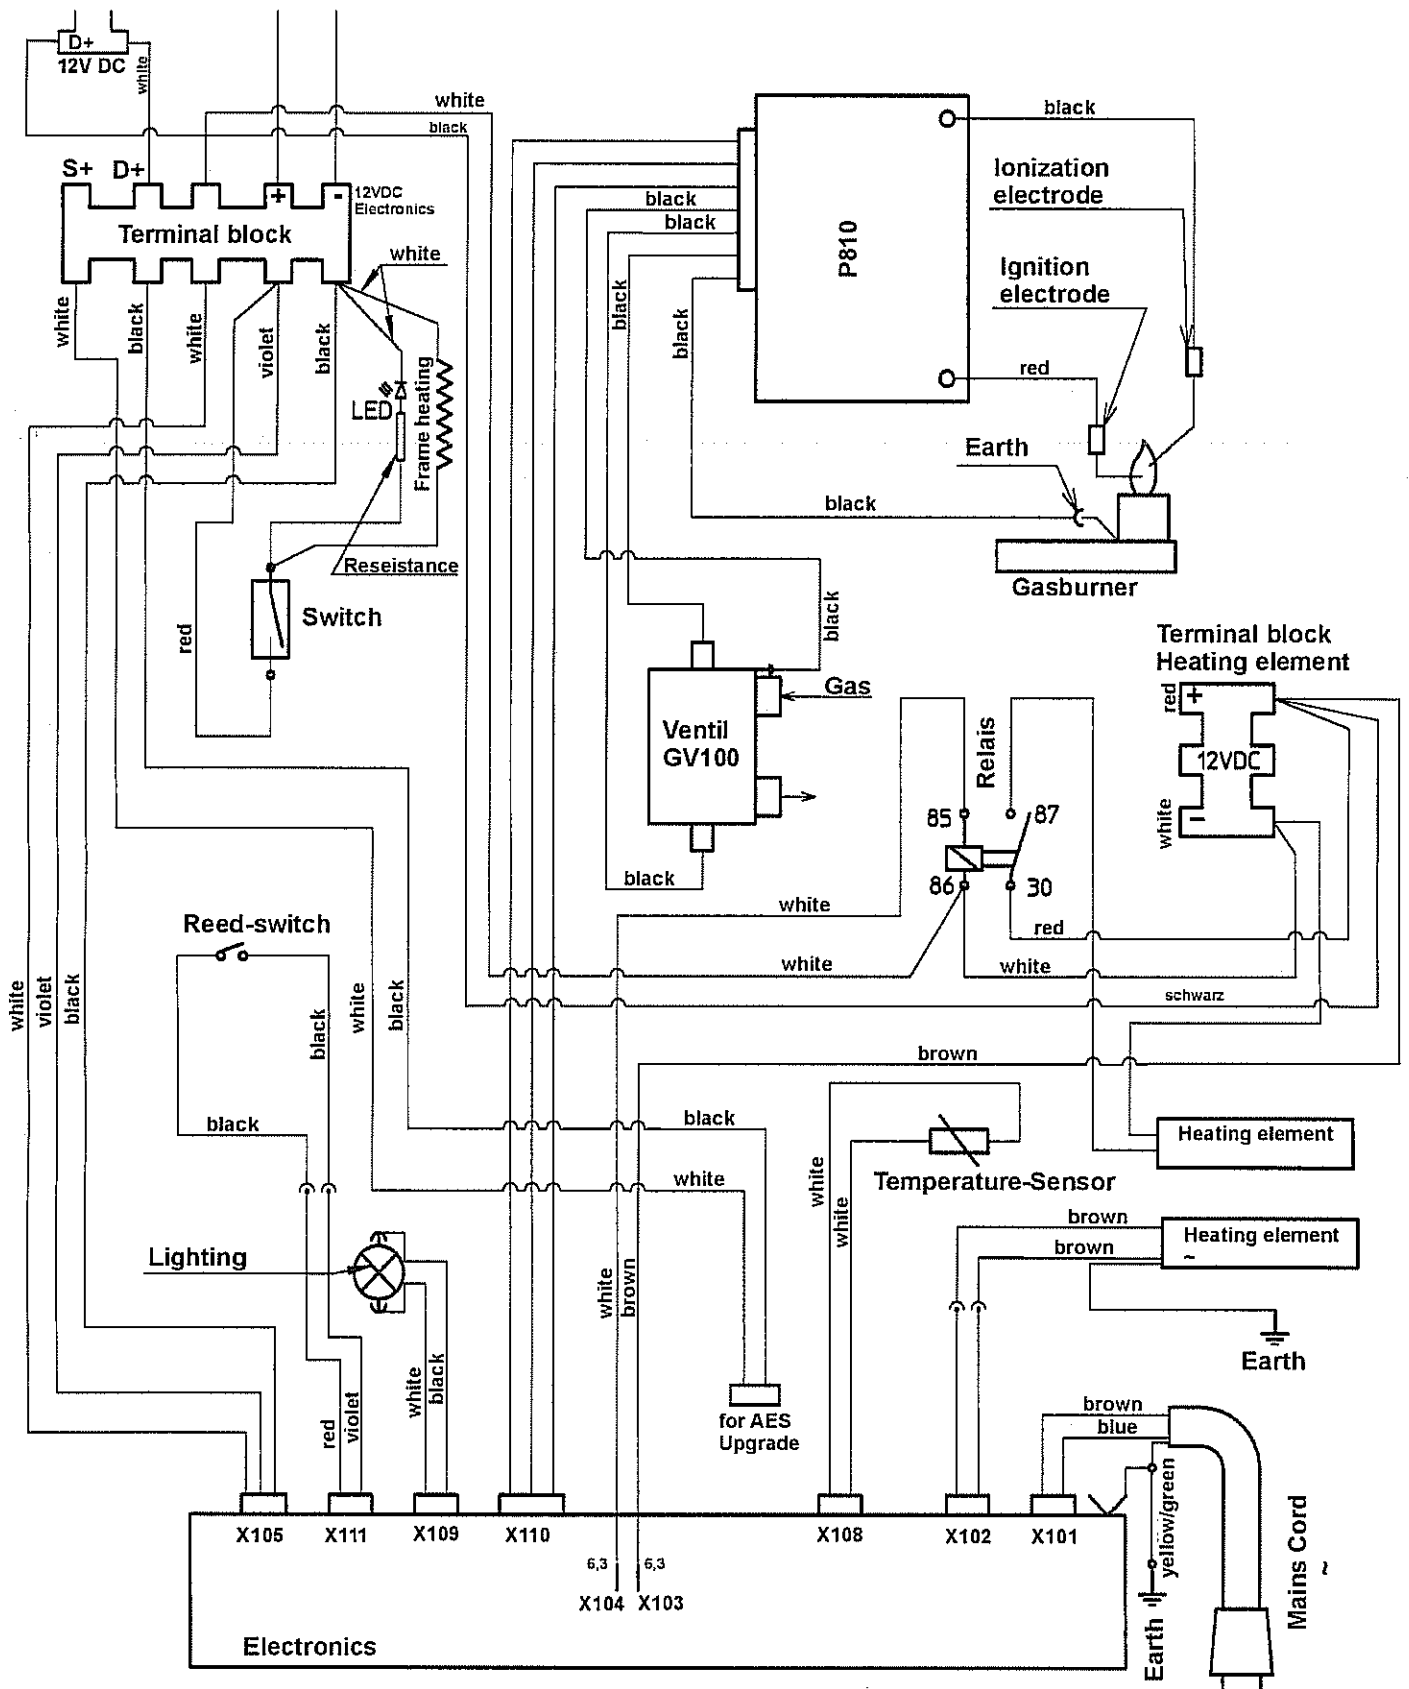 D+
12V DC
white
white
black
S+
D+
+
-
12VDC
Electronics
Terminal block
white
white
black
white
violet
black
LED
Frame heating
Reseistance
red
Switch
black
Ionization
electrode
P810
Ignition
electrode
black
black
black
black
red
Earth
black
Gasburner
black
Terminal block
Heating element
red
+
12VDC
white
-
Gas
Ventil
GV100
Relais
85
87
86
30
black
white
red
white
white
schwarz
Reed-switch
white
violet
black
black
white
black
brown
black
black
white
Heating element
Temperature-Sensor
white
white
brown
brown
Heating element
~
Earth
Lighting
white
brown
white
black
red
violet
for AES
Upgrade
brown
blue
yellow/green
Mains Cord
~
Earth
X105
X111
X109
X110
X108
X102
X101
6,3
6,3
X104
X103
Electronics